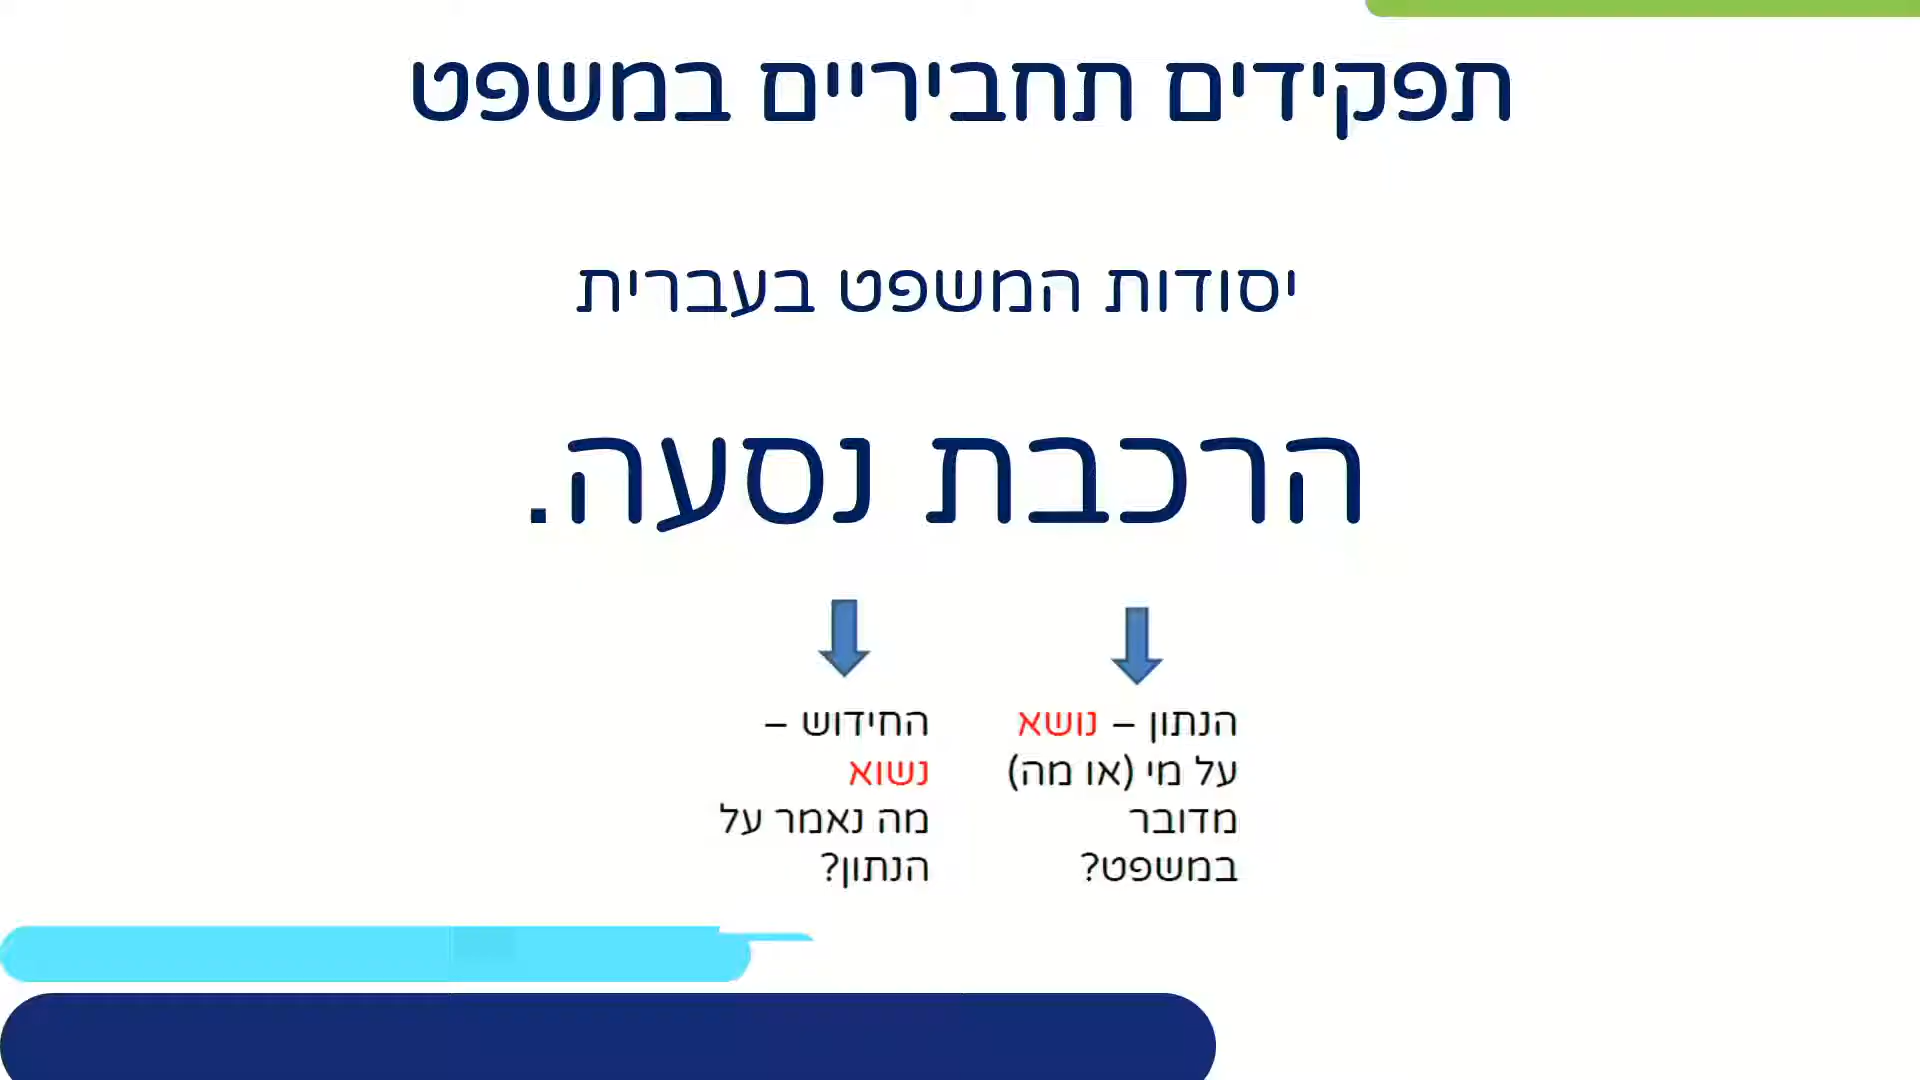 תפקידים תחביריים במשפט
יסודות המשפט בעברית
הרכבת נסעה.
הנתון – נושא
על מי (או מה)
מדובר
במשפט?
החידוש –
נשוא
מה נאמר על
הנתון?